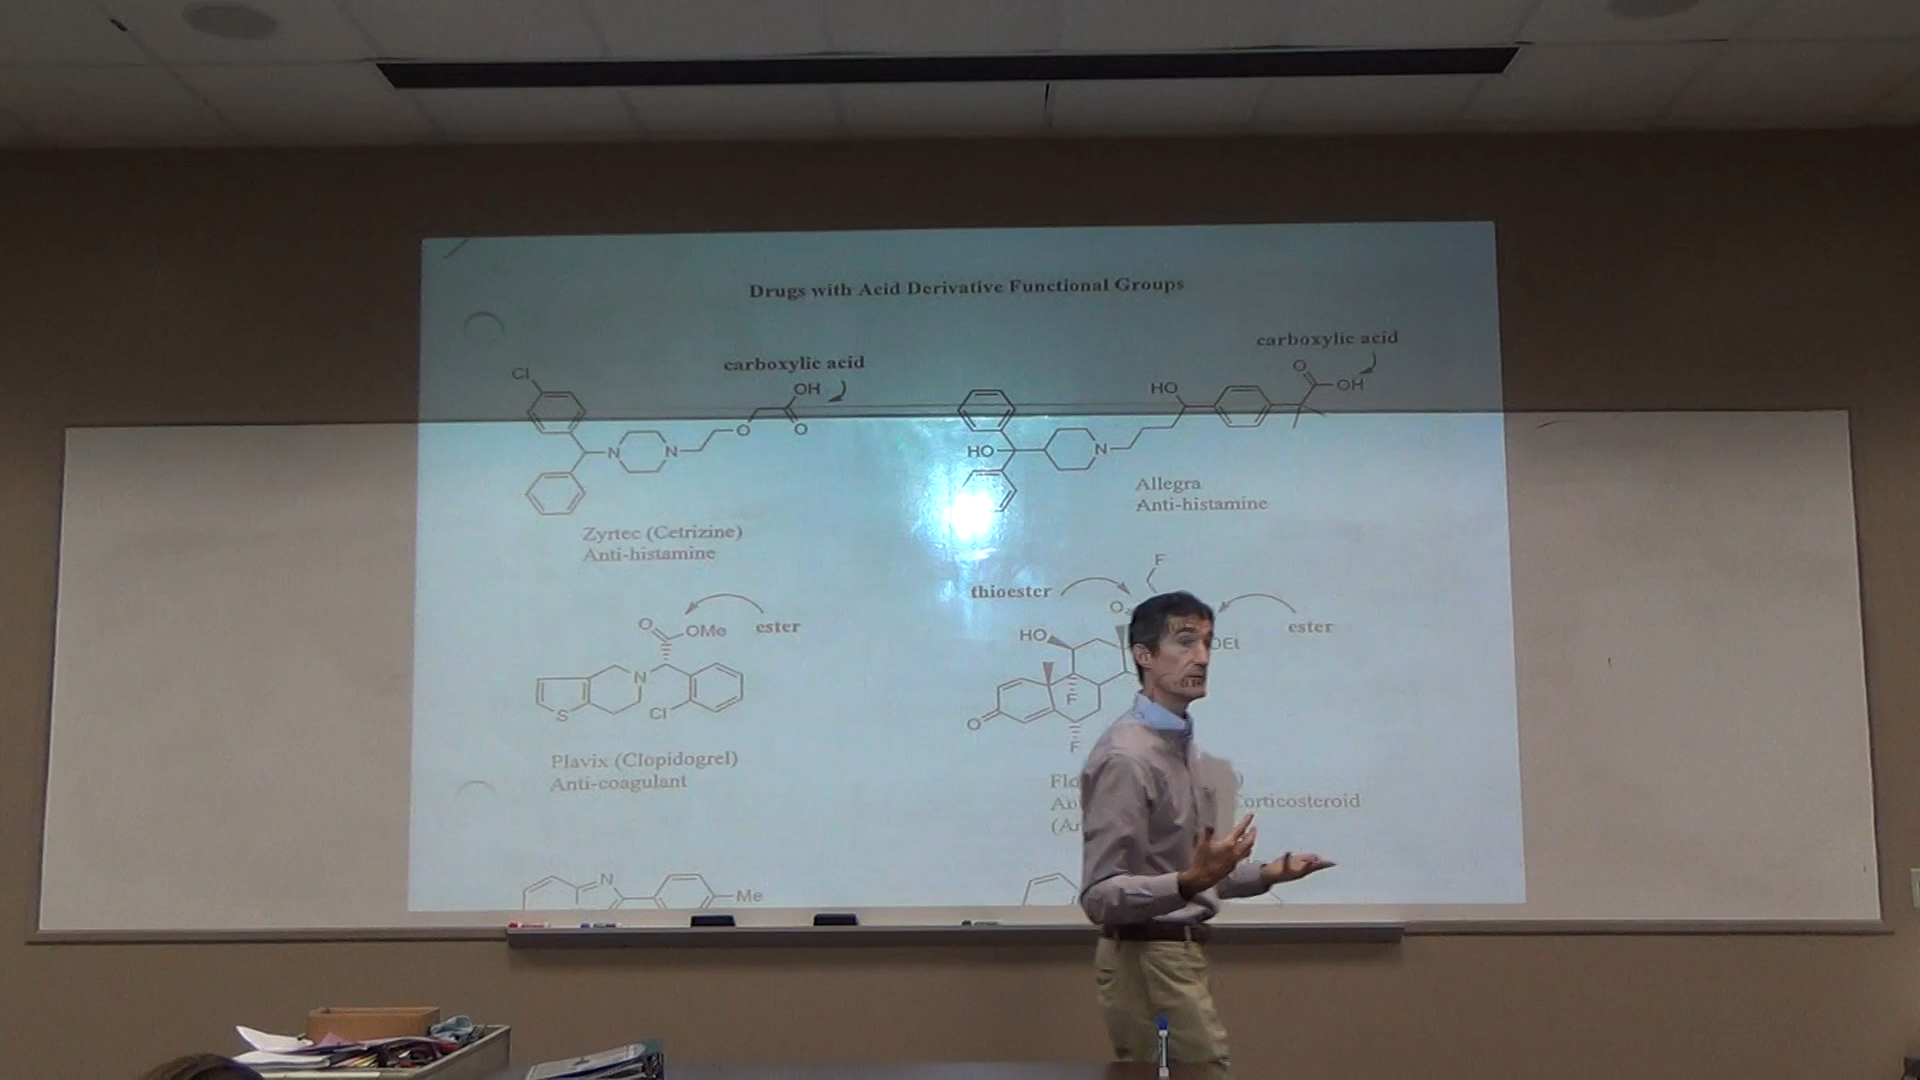 Drugs with Acid Derivative Functional Groups
carboxylic acid
Cl
OH
O
O
N
N
Zyrtec (Cetrizine)
Anti-histamine
carboxylic acid
O
OH
HO
HO
N
Allegra
Anti-histamine
ester
O
OMe
N
S
Cl
Plavix (Clopidogrel)
Anti-coagulant
thioester
ester
F
O
HO
OEt
F
O
F
Corticosteroid
N
Me